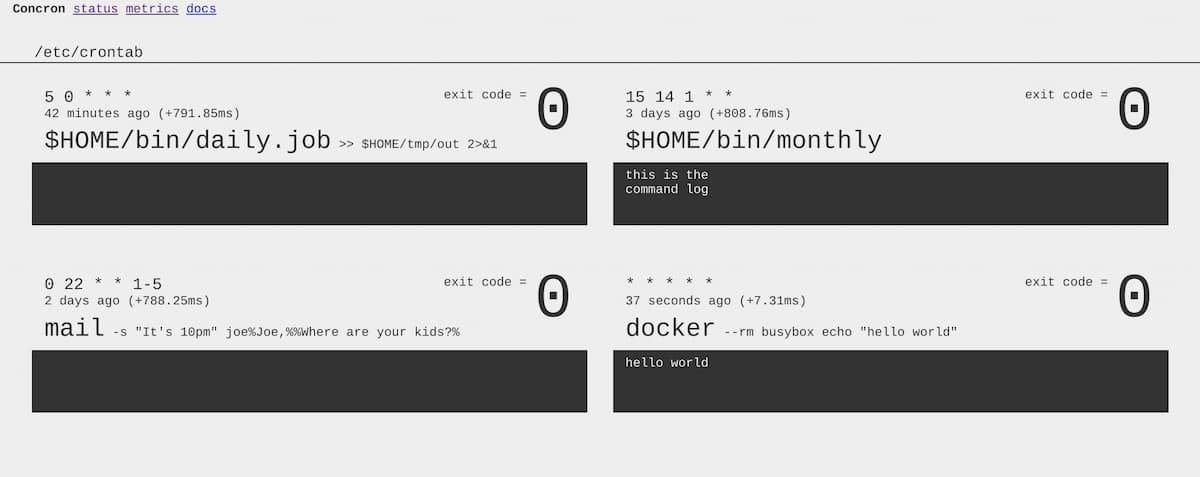 Concron status metrics docs
/etc/crontab
5 0 * * *
42 minutes ago (+791.85ms)
exit code = 0
$HOME/bin/daily.job >> $HOME/tmp/out 2>&1
15 14 1 * *
3 days ago (+808.76ms)
exit code = 0
$HOME/bin/monthly
this is the
command log
0 22 * * 1-5
2 days ago (+788.25ms)
exit code = 0
mail -s "It's 10pm" joe%Joe,%%Where are your kids?%
* * * * *
37 seconds ago (+7.31ms)
exit code = 0
docker --rm busybox echo "hello world"
hello world